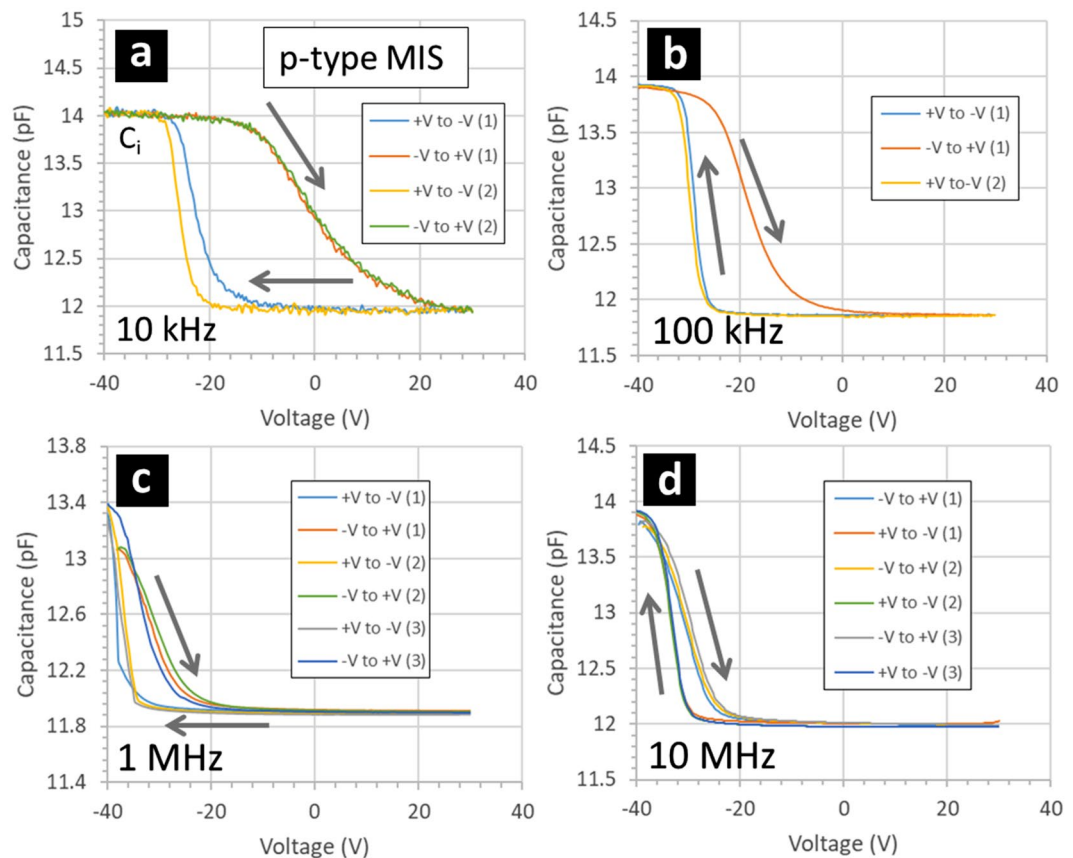 a
p-type MIS
15
14.5
14
13.5
13
12.5
12
11.5
Capacitance (pF)
C i
+V to -V (1)
-V to +V (1)
+V to -V (2)
-V to +V (2)
10 kHz
-40 -20 0 20 40
Voltage (V)
b
14.5
14
13.5
13
12.5
12
11.5
Capacitance (pF)
+V to -V (1)
-V to +V (1)
+V to-V (2)
100 kHz
-40 -20 0 20 40
Voltage (V)
c
13.8
13.4
13
12.6
12.2
11.8
11.4
Capacitance (pF)
+V to -V (1)
-V to +V (1)
+V to -V (2)
-V to +V (2)
+V to -V (3)
-V to +V (3)
1 MHz
-40 -20 0 20 40
Voltage (V)
d
14.5
14
13.5
13
12.5
12
11.5
Capacitance (pF)
-V to +V (1)
+V to -V (1)
-V to +V (2)
+V to -V (2)
-V to +V (3)
+V to -V (3)
10 MHz
-40 -20 0 20 40
Voltage (V)